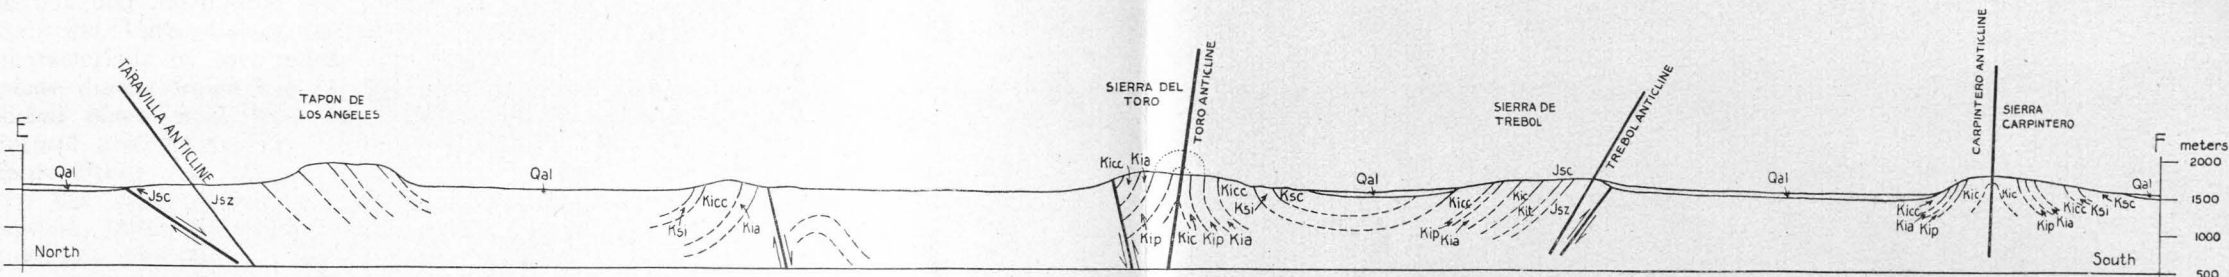 TARAVILLA ANTICLINE
TAPON DE
LOS ANGELES
SIERRA DEL
TORO
TORO ANTICLINE
SIERRA DE
TREBOL
TREBOL ANTICLINE
CARPINTERO ANTICLINE
SIERRA
CARPINTERO
E
F
meters
2000
1500
1000
500
Qal
Jsc
Jsz
Qal
Ksi
Kicc
Kia
Kicc
Kia
Kip
Kic
Kip
Kia
Kicc
Ksi
Ksc
Qal
Kicc
Kip
Kia
Kic
Kit
Jsc
Jsz
Qal
Kicc
Kia
Kip
Kic
Kic
Kip
Kia
Kicc
Ksi
Ksc
Qal
North
South